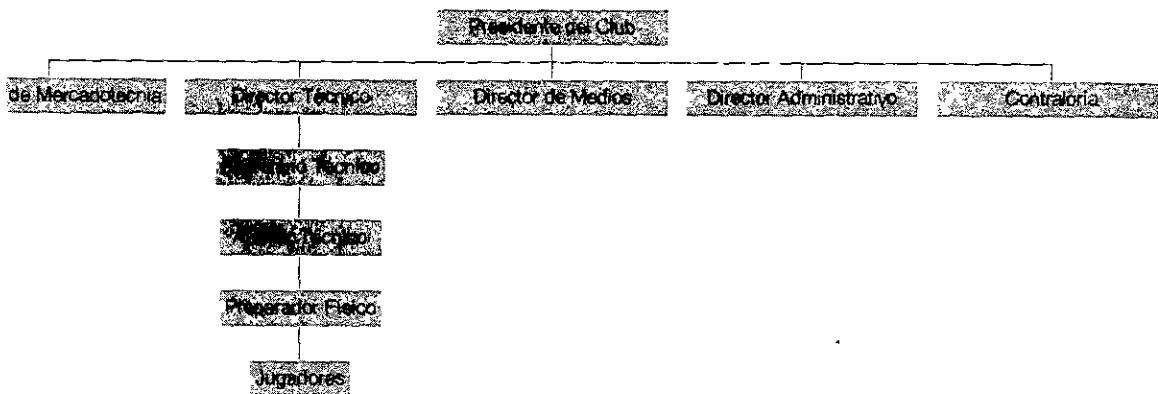 Presidente del Club
de Mercadotecnia
Director Técnico
Director de Medios
Director Administrativo
Contraloría
Técnico
Técnico
Preparador Físico
Jugadores